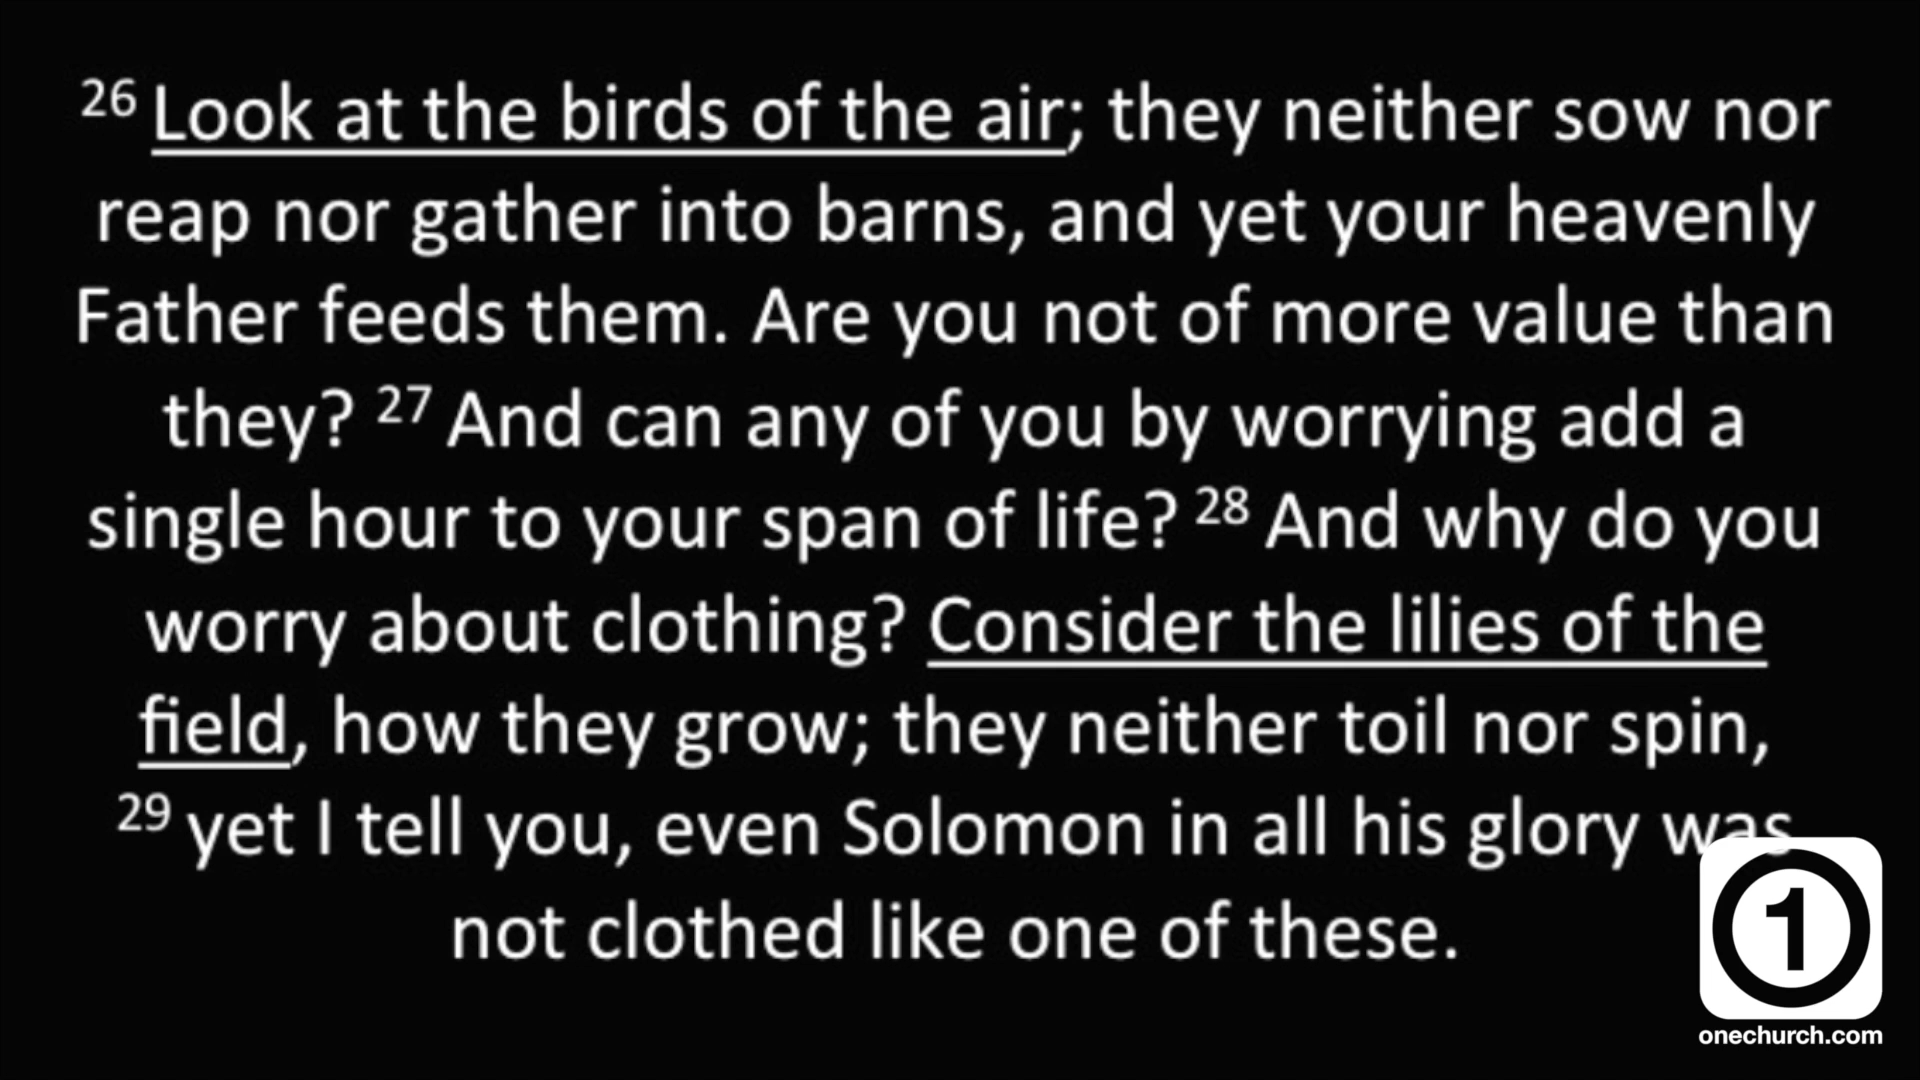 26 Look at the birds of the air; they neither sow nor
reap nor gather into barns, and yet your heavenly
Father feeds them. Are you not of more value than
they? 27 And can any of you by worrying add a
single hour to your span of life? 28 And why do you
worry about clothing? Consider the lilies of the
field, how they grow; they neither toil nor spin,
29 yet I tell you, even Solomon in all his glory was
not clothed like one of these.
1
onechurch.com